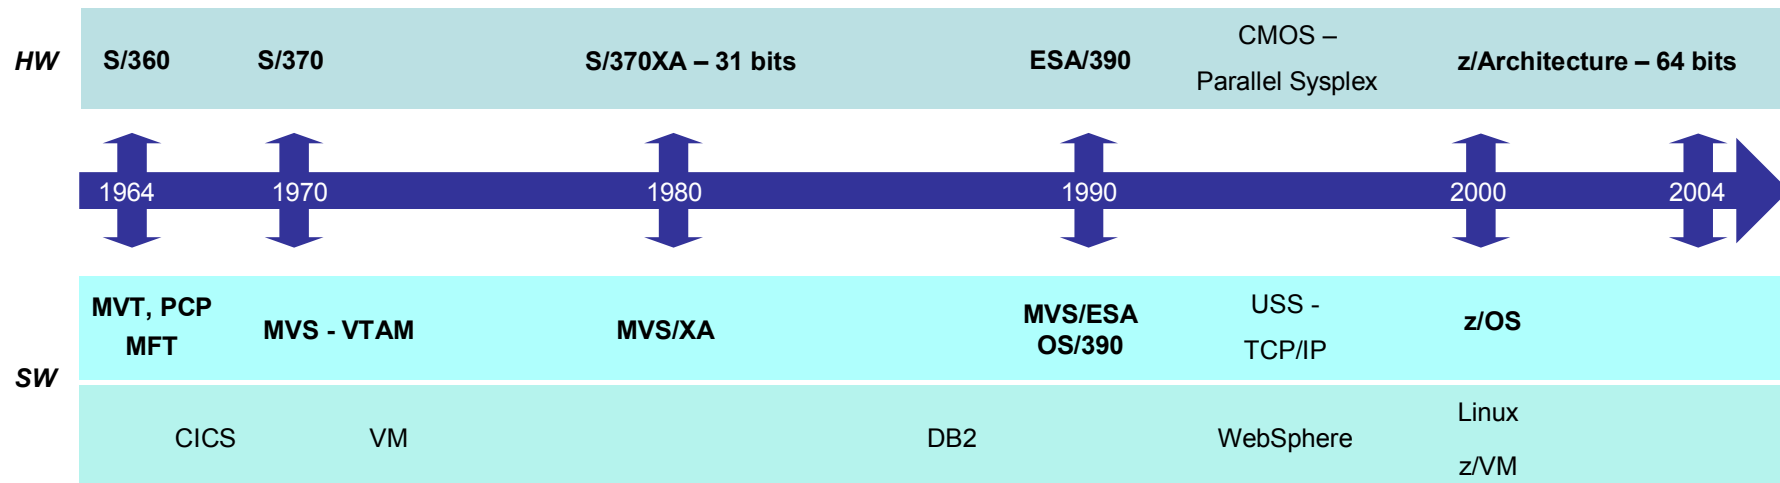 HW
S/360
S/370
S/370XA – 31 bits
ESA/390
CMOS –
Parallel Sysplex
z/Architecture – 64 bits
1964
1970
1980
1990
2000
2004
SW
MVT, PCP
MFT
MVS - VTAM
MVS/XA
MVS/ESA
OS/390
USS -
TCP/IP
z/OS
CICS
VM
DB2
WebSphere
Linux
z/VM